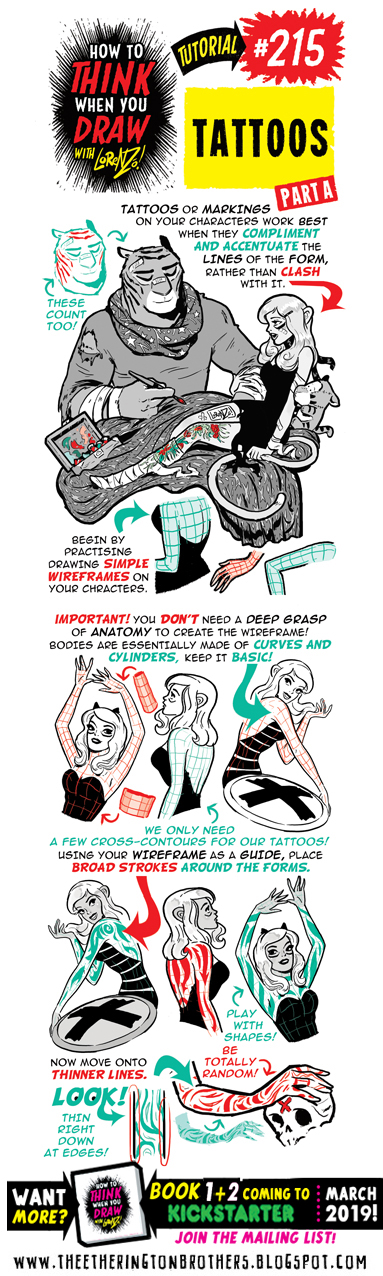 HOW TO
THINK
WHEN YOU
DRAW
WITH LORENZO!
TUTORIAL
#215
TATTOOS
PART A
TATTOOS OR MARKINGS
ON YOUR CHARACTERS WORK BEST
WHEN THEY COMPLIMENT
AND ACCENTUATE THE
LINES OF THE FORM,
RATHER THAN CLASH
WITH IT.
THESE
COUNT
TOO!
BEGIN BY
PRACTISING
DRAWING SIMPLE
WIREFRAMES ON
YOUR CHRACTERS.
IMPORTANT! YOU DON'T NEED A DEEP GRASP
OF ANATOMY TO CREATE THE WIREFRAME!
BODIES ARE ESSENTIALLY MADE OF CURVES AND
CYLINDERS, KEEP IT BASIC!
WE ONLY NEED
A FEW CROSS-CONTOURS FOR OUR TATTOOS!
USING YOUR WIREFRAME AS A GUIDE, PLACE
BROAD STROKES AROUND THE FORMS.
PLAY
WITH
SHAPES!
NOW MOVE ONTO
THINNER LINES.
BE
TOTALLY
RANDOM!
LOOK!
THIN
RIGHT
DOWN
AT EDGES!
WANT
MORE?
HOW TO
THINK
WHEN YOU
DRAW
WITH LORENZO!
BOOK 1+2 COMING TO
KICKSTARTER
MARCH
2019!
JOIN THE MAILING LIST!
WWW.THEETHERINGTONBROTHERS.BLOGSPOT.COM